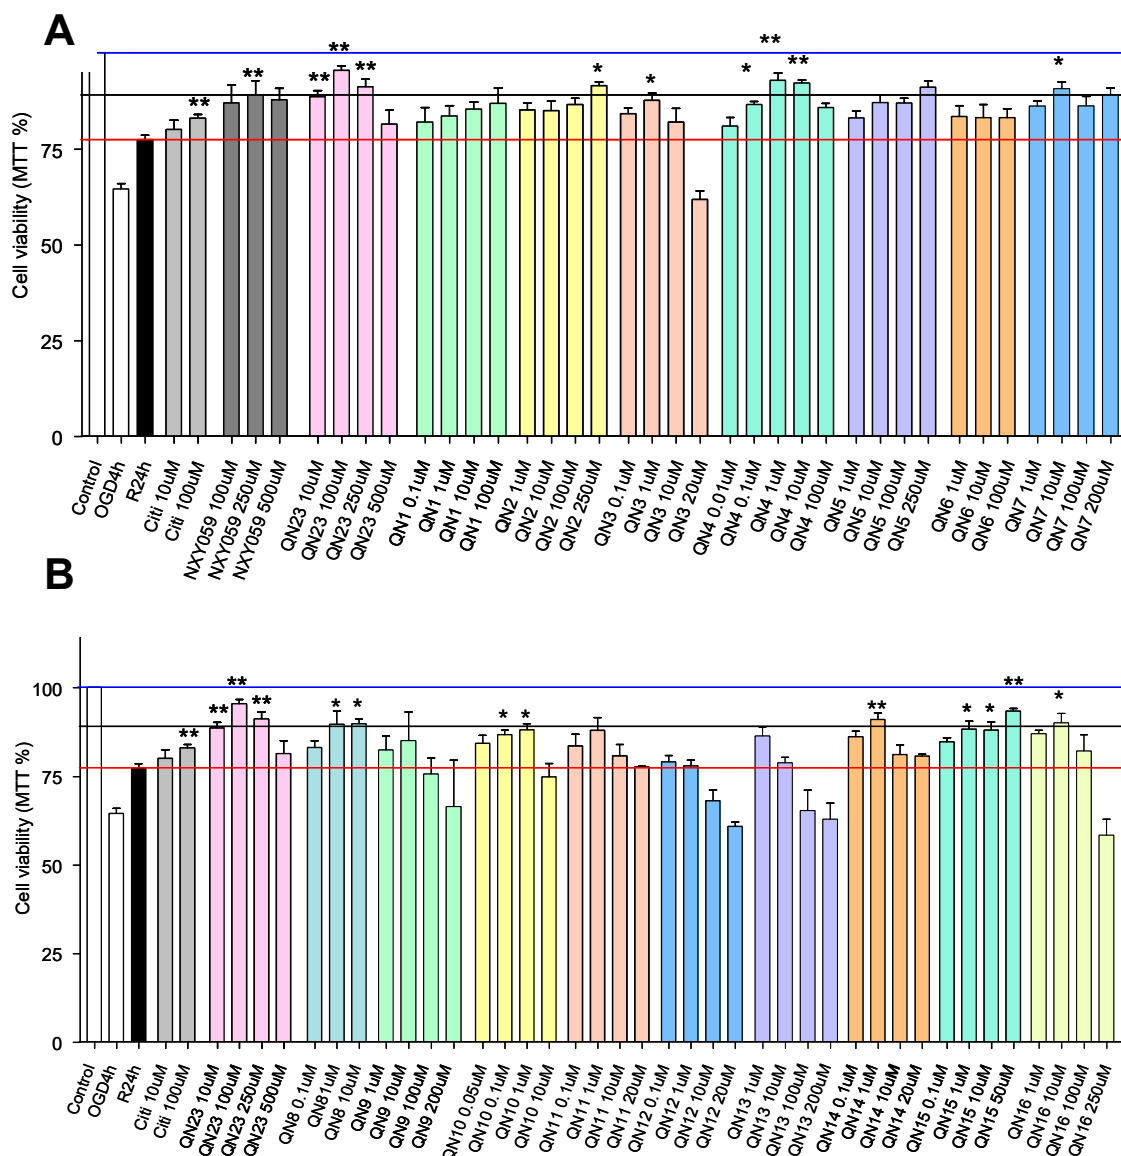 A
** ** ** ** ** * * * ** ** *
Cell viability (MTT %)
75
50
25
0
Control
OGD4h
R24h
Citi 10uM
Citi 100uM
NXY059 100uM
NXY059 250uM
NXY059 500uM
QN23 10uM
QN23 100uM
QN23 250uM
QN23 500uM
QN1 0.1uM
QN1 1uM
QN1 10uM
QN1 100uM
QN2 1uM
QN2 10uM
QN2 100uM
QN2 250uM
QN3 0.1uM
QN3 1uM
QN3 10uM
QN3 20uM
QN4 0.01uM
QN4 0.1uM
QN4 1uM
QN4 10uM
QN4 100uM
QN5 1uM
QN5 10uM
QN5 100uM
QN5 250uM
QN6 1uM
QN6 10uM
QN6 100uM
QN7 1uM
QN7 10uM
QN7 100uM
QN7 200uM
B
** ** ** ** * * * * ** * * ** *
Cell viability (MTT %)
100
75
50
25
0
Control
OGD4h
R24h
Citi 10uM
Citi 100uM
QN23 10uM
QN23 100uM
QN23 250uM
QN23 500uM
QN8 0.1uM
QN8 1uM
QN8 10uM
QN9 1uM
QN9 10uM
QN9 100uM
QN9 200uM
QN10 0.05uM
QN10 0.1uM
QN10 1uM
QN10 10uM
QN11 0.1uM
QN11 1uM
QN11 10uM
QN11 20uM
QN12 0.1uM
QN12 1uM
QN12 10uM
QN12 20uM
QN13 1uM
QN13 10uM
QN13 100uM
QN13 200uM
QN14 0.1uM
QN14 1uM
QN14 10uM
QN14 20uM
QN15 0.1uM
QN15 1uM
QN15 10uM
QN15 500uM
QN16 1uM
QN16 10uM
QN16 100uM
QN16 250uM